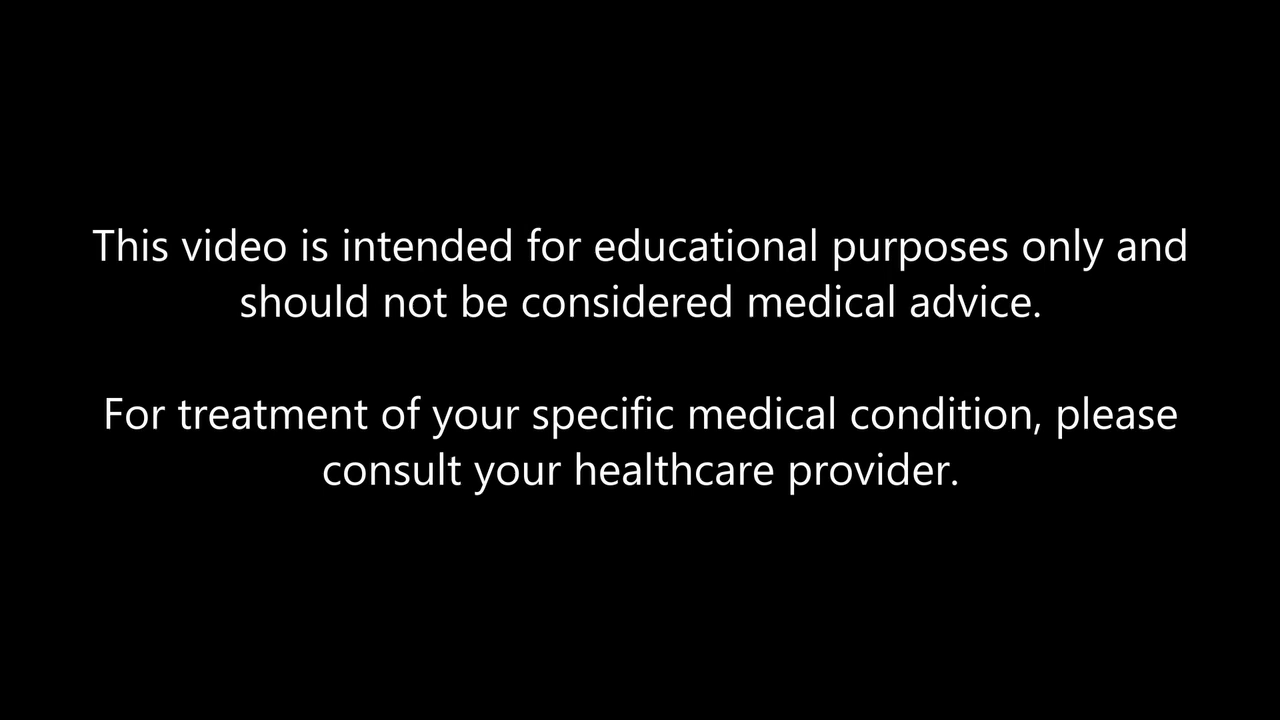 This video is intended for educational purposes only and
should not be considered medical advice.
For treatment of your specific medical condition, please
consult your healthcare provider.